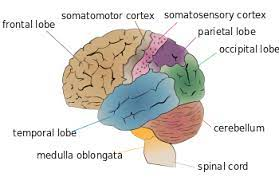 somatomotor cortex
somatosensory cortex
frontal lobe
parietal lobe
occipital lobe
temporal lobe
cerebellum
medulla oblongata
spinal cord